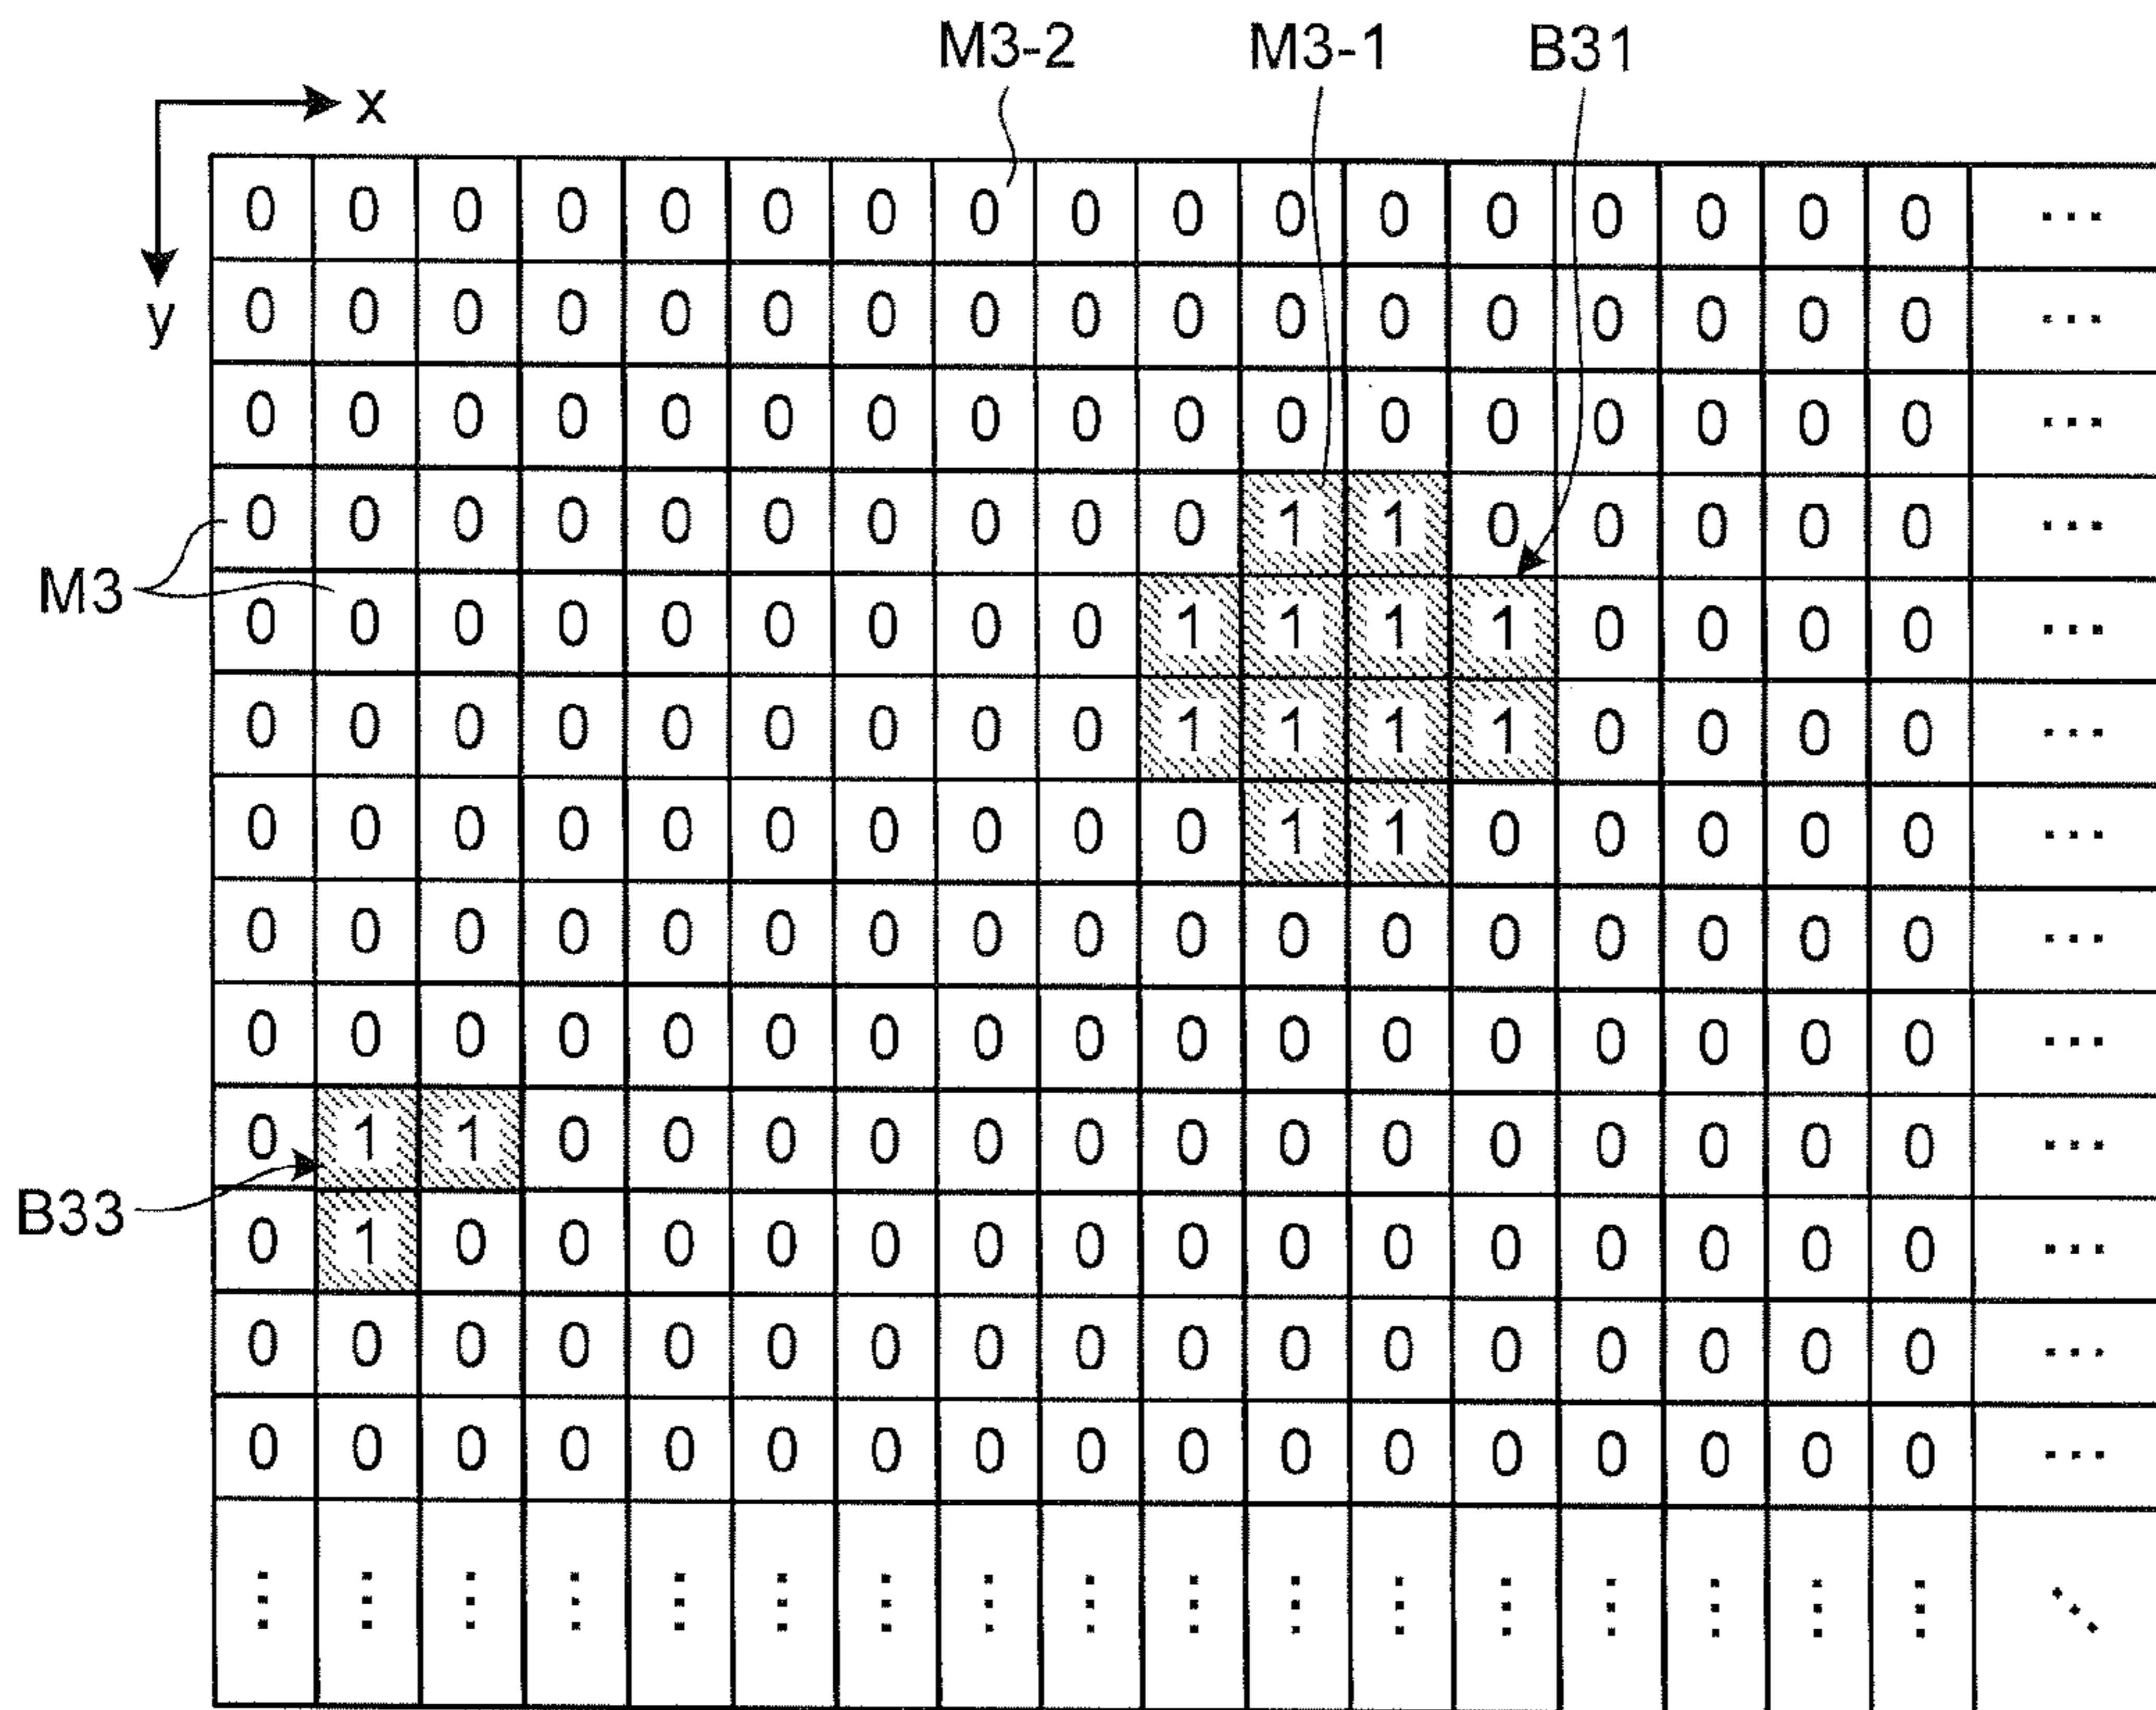 M3-2 M3-1 B31
x
y
0 0 0 0 0 0 0 0 0 0 0 0 0 0 0 0 0 ...
0 0 0 0 0 0 0 0 0 0 0 0 0 0 0 0 0 ...
0 0 0 0 0 0 0 0 0 0 0 0 0 0 0 0 0 ...
0 0 0 0 0 0 0 0 0 0 1 1 0 0 0 0 0 ...
M3
0 0 0 0 0 0 0 0 0 1 1 1 1 0 0 0 0 ...
0 0 0 0 0 0 0 0 0 1 1 1 1 0 0 0 0 ...
0 0 0 0 0 0 0 0 0 0 1 1 0 0 0 0 0 ...
0 0 0 0 0 0 0 0 0 0 0 0 0 0 0 0 0 ...
0 0 0 0 0 0 0 0 0 0 0 0 0 0 0 0 0 ...
0 1 1 0 0 0 0 0 0 0 0 0 0 0 0 0 0 ...
B33
0 1 0 0 0 0 0 0 0 0 0 0 0 0 0 0 0 ...
0 0 0 0 0 0 0 0 0 0 0 0 0 0 0 0 0 ...
0 0 0 0 0 0 0 0 0 0 0 0 0 0 0 0 0 ...
⋮ ⋮ ⋮ ⋮ ⋮ ⋮ ⋮ ⋮ ⋮ ⋮ ⋮ ⋮ ⋮ ⋮ ⋮ ⋮ ⋮ ⋱